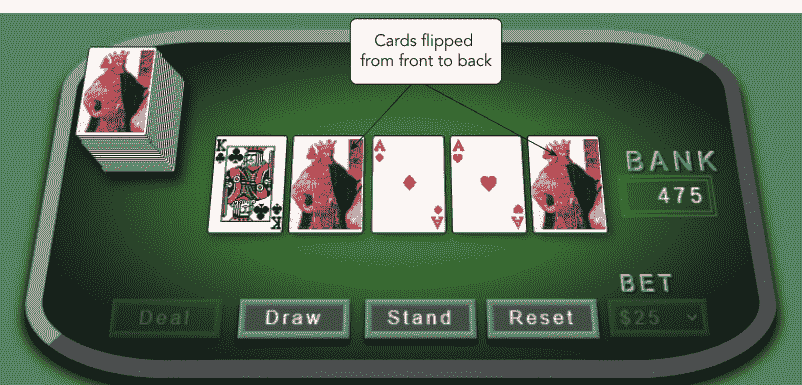 Cards flipped
from front to back
K
K
A
A
A
A
BANK
475
BET
Deal
Draw
Stand
Reset
$25